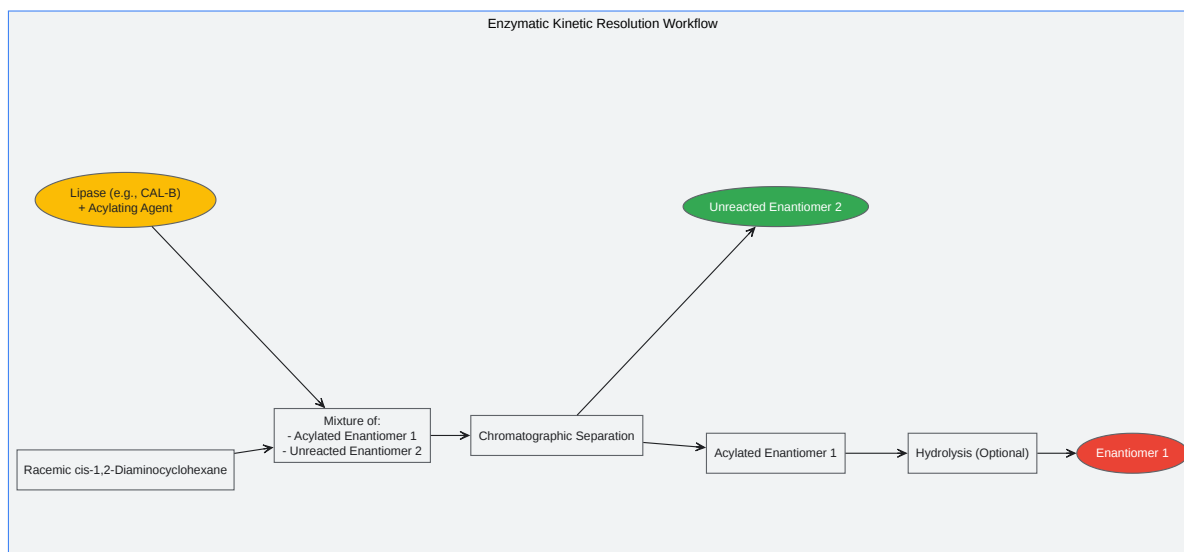 Enzymatic Kinetic Resolution Workflow
Lipase (e.g., CAL-B)
+ Acylating Agent
Unreacted Enantiomer 2
Racemic cis-1,2-Diaminocyclohexane
Mixture of:
- Acylated Enantiomer 1
- Unreacted Enantiomer 2
Chromatographic Separation
Acylated Enantiomer 1
Hydrolysis (Optional)
Enantiomer 1